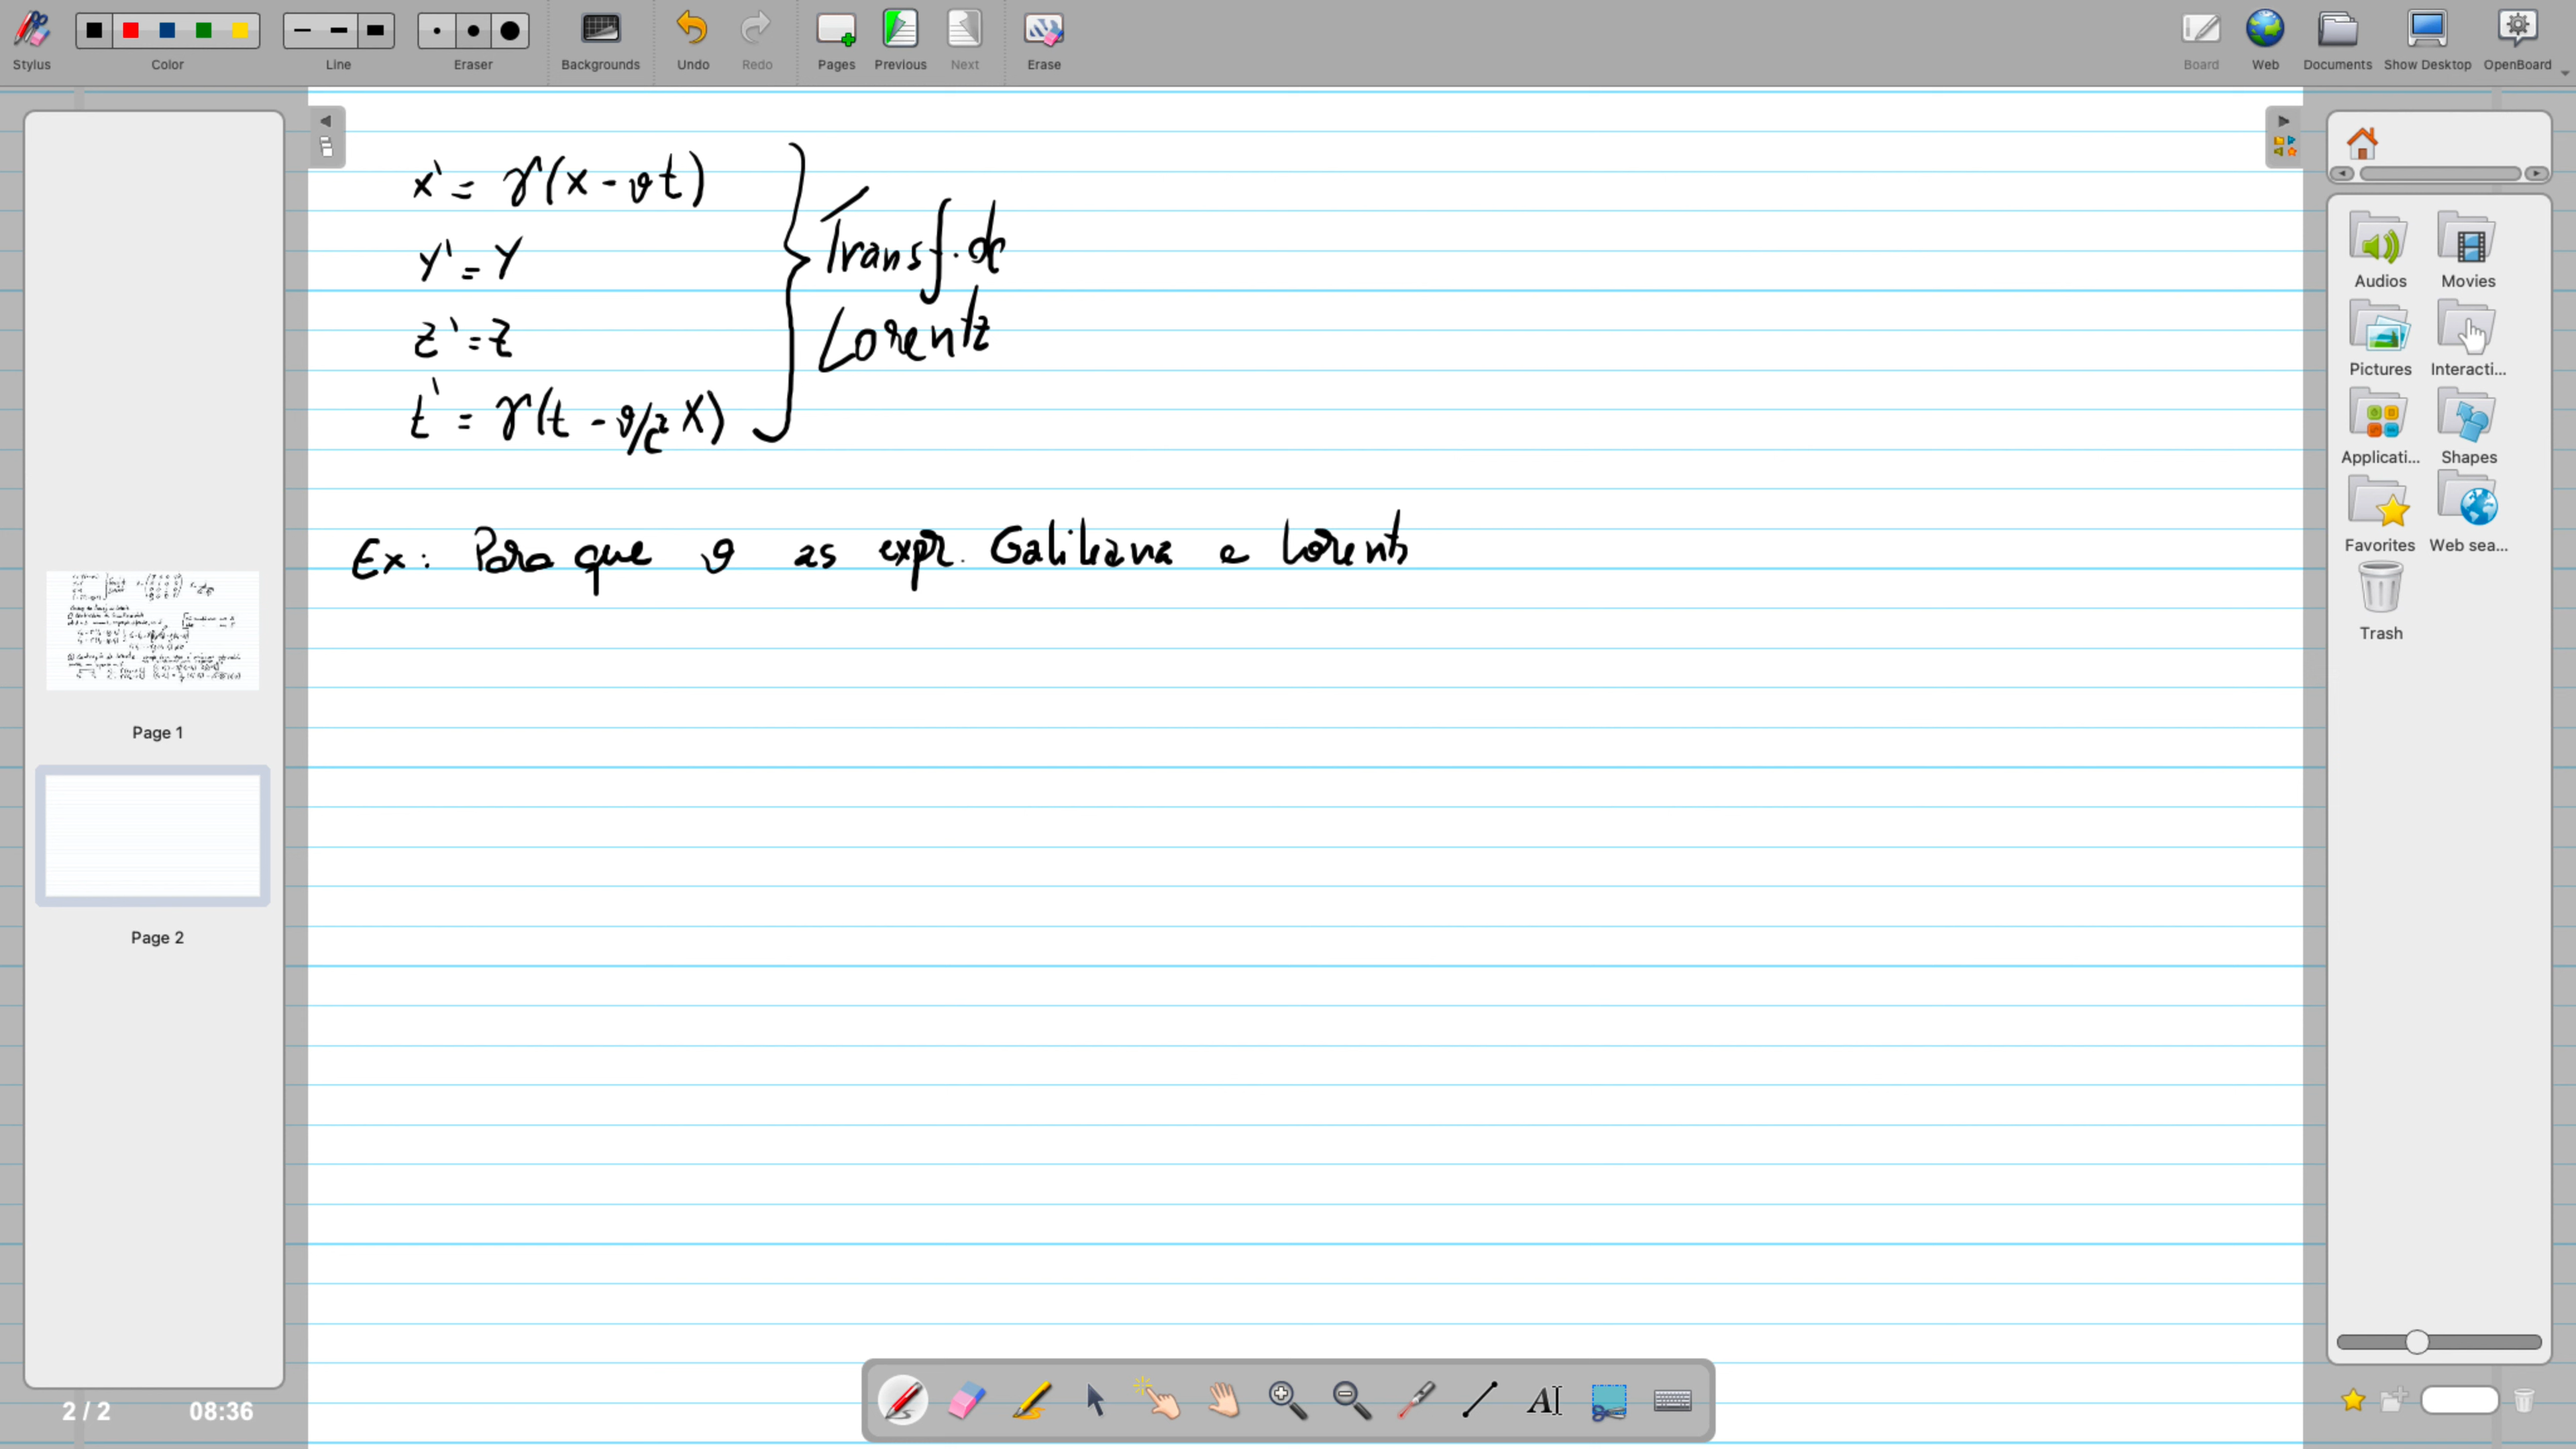 Stylus
Color
Line
Eraser
Backgrounds
Undo
Redo
Pages
Previous
Next
Erase
Board
Web
Documents
Show Desktop
OpenBoard
x' = γ(x - vt)
y' = y
z' = z
t' = γ(t - v/c² x)
Transf. de
Lorentz
Ex: Para que v as expr. Galileana e Lorentz
Page 1
Page 2
2 / 2 08:36
Audios Movies
Pictures Interacti...
Applicati... Shapes
Favorites Web sea...
Trash